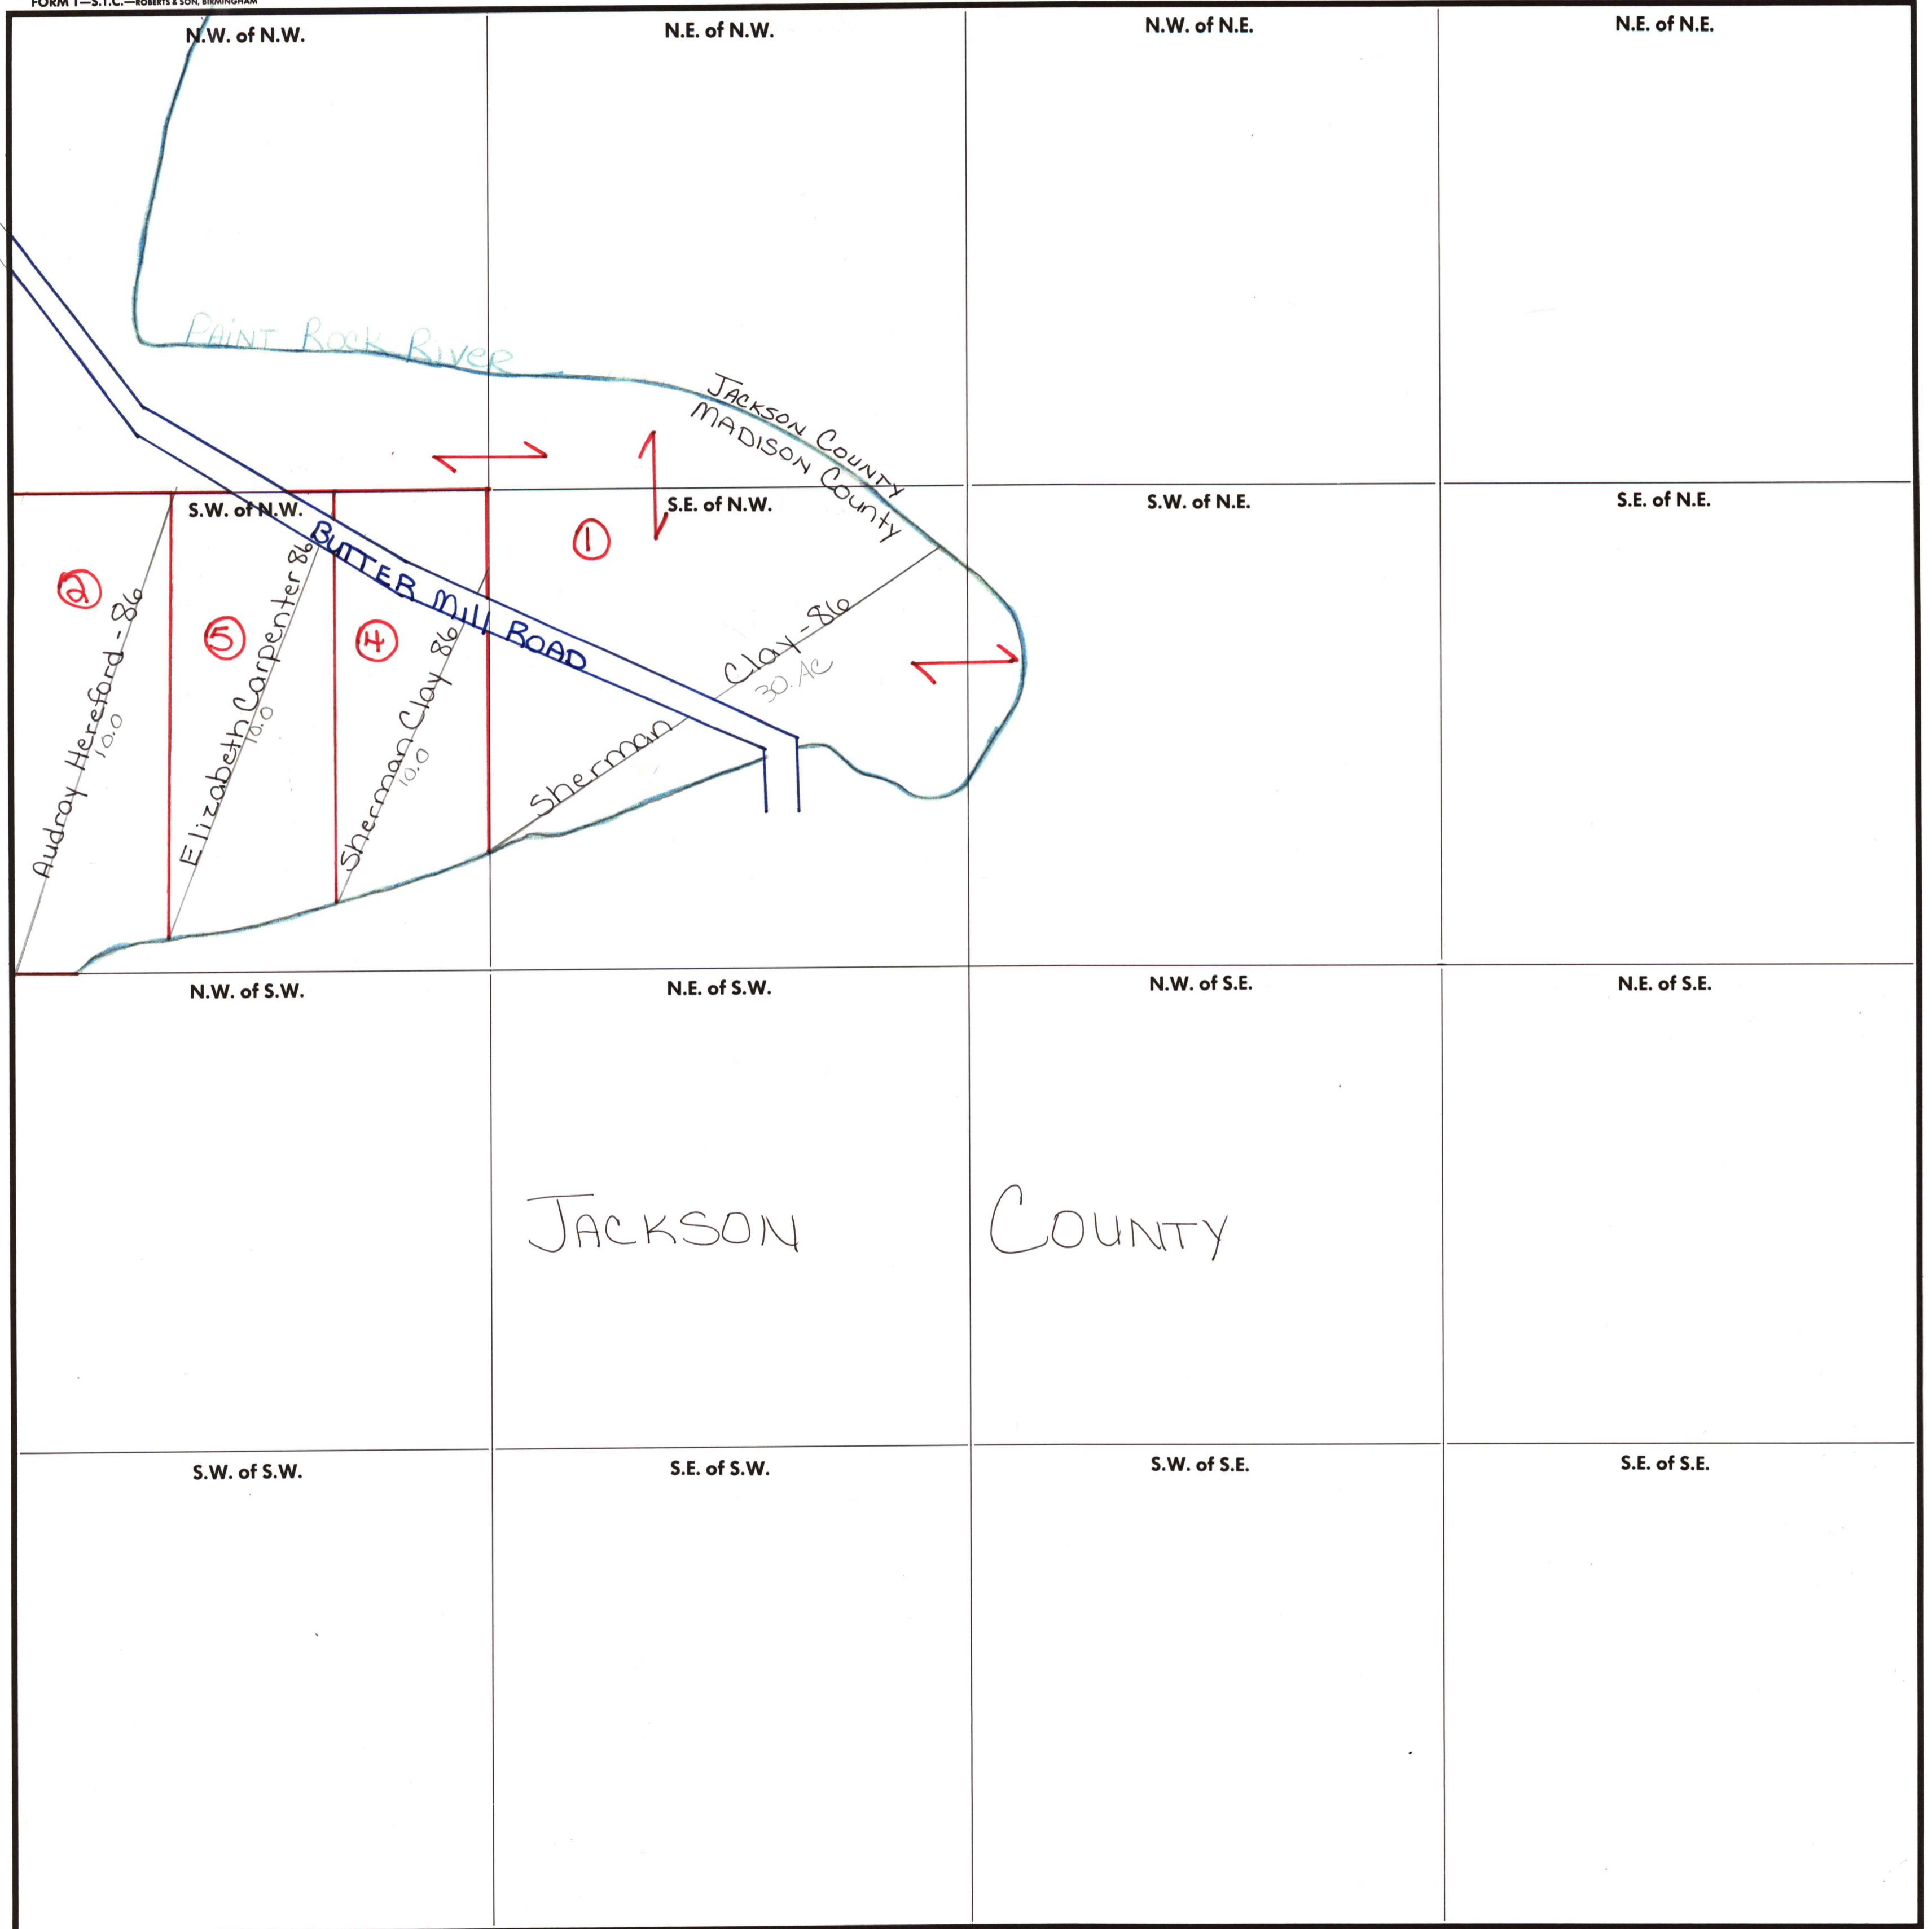 FORM 1—S.T.C.—ROBERTS & SON, BIRMINGHAM
N.W. of N.W.
N.E. of N.W.
N.W. of N.E.
N.E. of N.E.
PAINT ROCK RIVER
JACKSON COUNTY
MADISON COUNTY
S.W. of N.W.
S.E. of N.W.
S.W. of N.E.
S.E. of N.E.
BUTTER Mill ROAD
1
2
5
4
Audray Hereford - 86
10.0
Elizabeth Carpenter 86
10.0
Sherman Clay 86
10.0
Sherman Clay - 86
30. AC
N.W. of S.W.
N.E. of S.W.
N.W. of S.E.
N.E. of S.E.
JACKSON COUNTY
S.W. of S.W.
S.E. of S.W.
S.W. of S.E.
S.E. of S.E.